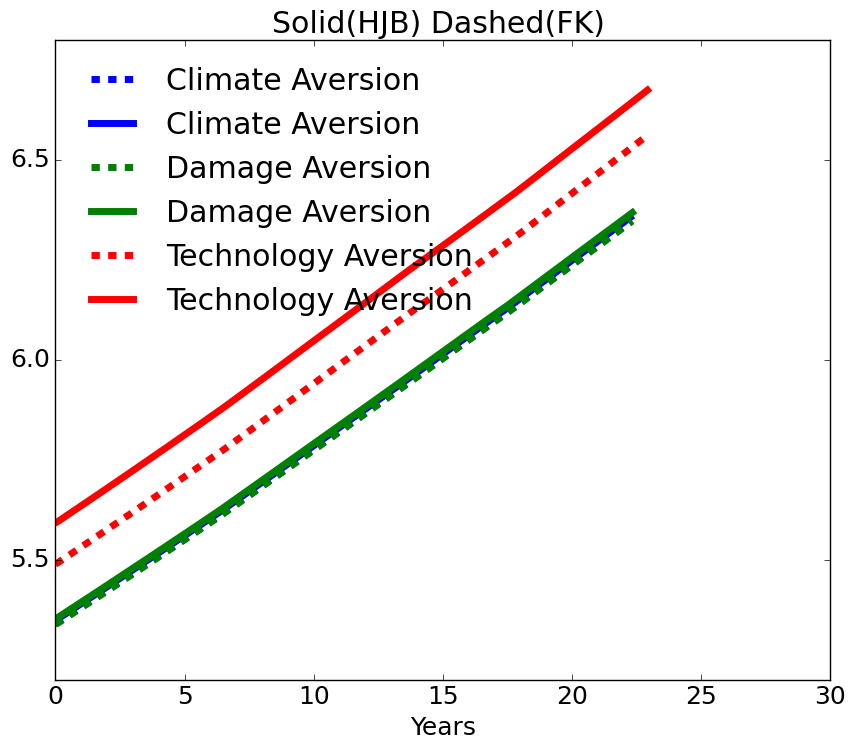 Solid(HJB) Dashed(FK)
Climate Aversion
Climate Aversion
Damage Aversion
Damage Aversion
Technology Aversion
Technology Aversion
6.5
6.0
5.5
0 5 10 15 20 25 30
Years